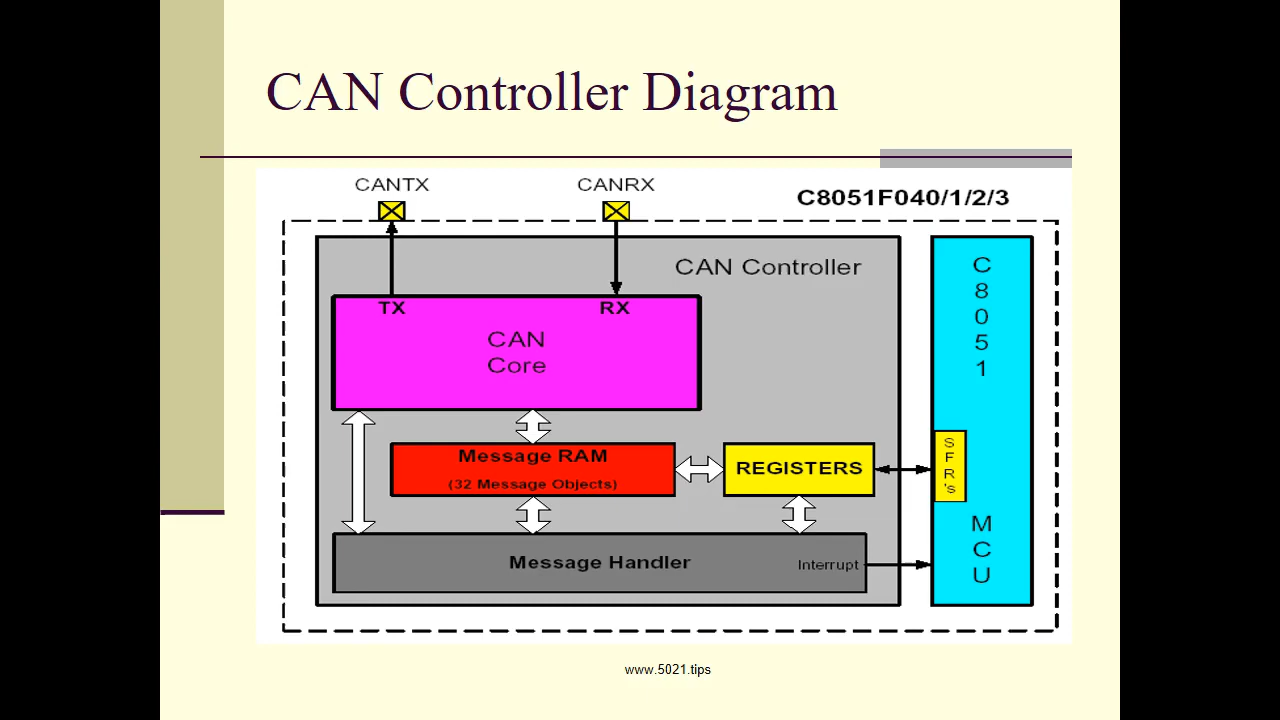 CAN Controller Diagram
CANTX
CANRX
C8051F040/1/2/3
CAN Controller
TX
RX
CAN
Core
Message RAM
(32 Message Objects)
REGISTERS
Message Handler
Interrupt
C
8
0
5
1
S
F
R
s
M
C
U
www.5021.tips